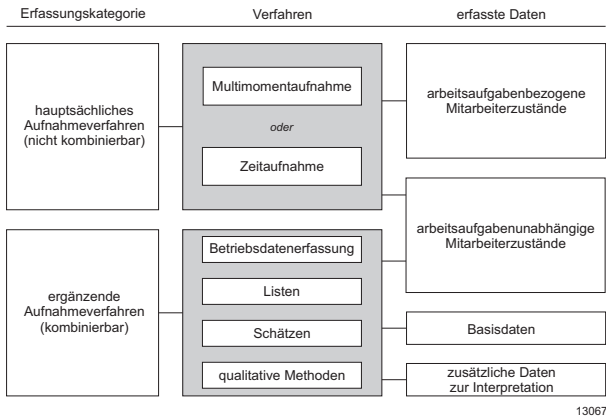 Erfassungskategorie
Verfahren
erfasste Daten
hauptsächliches
Aufnahmeverfahren
(nicht kombinierbar)
Multimomentaufnahme
oder
Zeitaufnahme
arbeitsaufgabenbezogene
Mitarbeiterzustände
arbeitsaufgabenunabhängige
Mitarbeiterzustände
ergänzende
Aufnahmeverfahren
(kombinierbar)
Betriebsdatenerfassung
Listen
Schätzen
qualitative Methoden
Basisdaten
zusätzliche Daten
zur Interpretation
13067